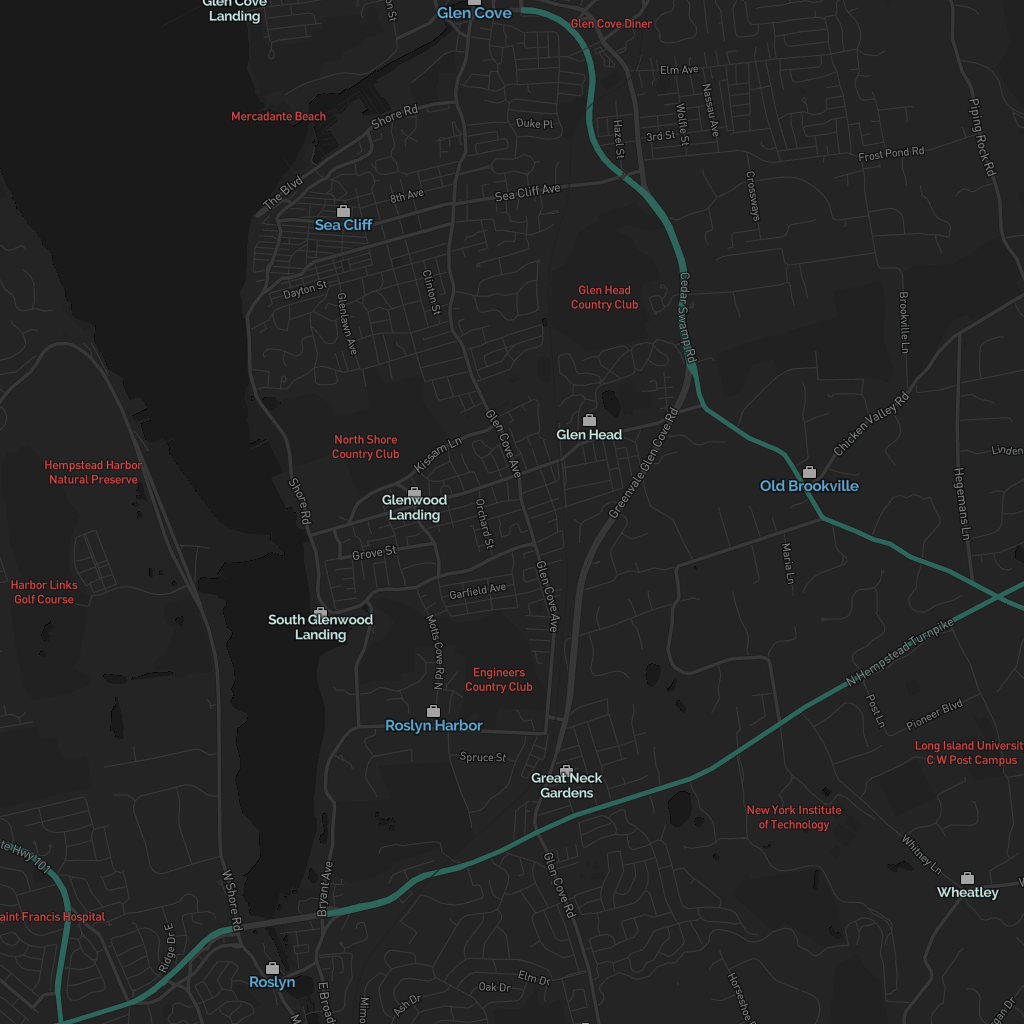 Glen Cove
Landing
Glen Cove
Glen Cove Diner
Elm Ave
Nassau Ave
Wolfle St
Mercadante Beach
Shore Rd
Duke Pl
Hazel St
3rd St
Piping Rock Rd
Frost Pond Rd
The Blvd
8th Ave
Sea Cliff Ave
Crossways
Sea Cliff
Dayton St
Clinton St
Glen Head
Country Club
Cedar Swamp Rd
Glenlawn Ave
Brookville Ln
Glen Cove Ave
Glen Head
Chicken Valley Rd
North Shore
Country Club
Kissam Ln
Greenvale Glen Cove Rd
Hempstead Harbor
Natural Preserve
Shore Rd
Old Brookville
Hegemans Ln
Glenwood
Landing
Orchard St
Grove St
Maria Ln
Harbor Links
Golf Course
Garfield Ave
Glen Cove Ave
South Glenwood
Landing
Motts Cove Rd N
N Hempstead Turnpike
Engineers
Country Club
Post Ln
Pioneer Blvd
Roslyn Harbor
Spruce St
Long Island University
C W Post Campus
Great Neck
Gardens
New York Institute
of Technology
Whitney Ln
te Hwy 101
Glen Cove Rd
W Shore Rd
Bryant Ave
Wheatley
aint Francis Hospital
Ridge Dr E
Roslyn
Elm Dr
Oak Dr
Ash Dr
E Broad
Mimo
Horseshoe